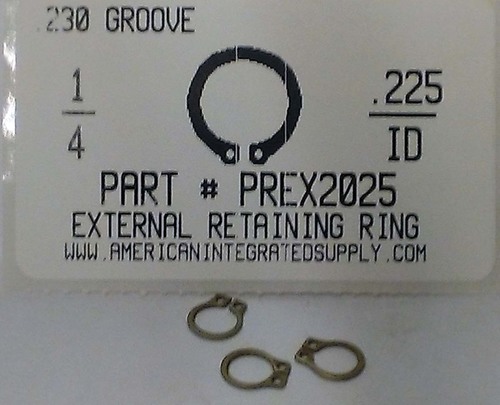 .230 GROOVE
1
4
.225
ID
PART # PREX2025
EXTERNAL RETAINING RING
WWW.AMERICANINTEGRATEDSUPPLY.COM